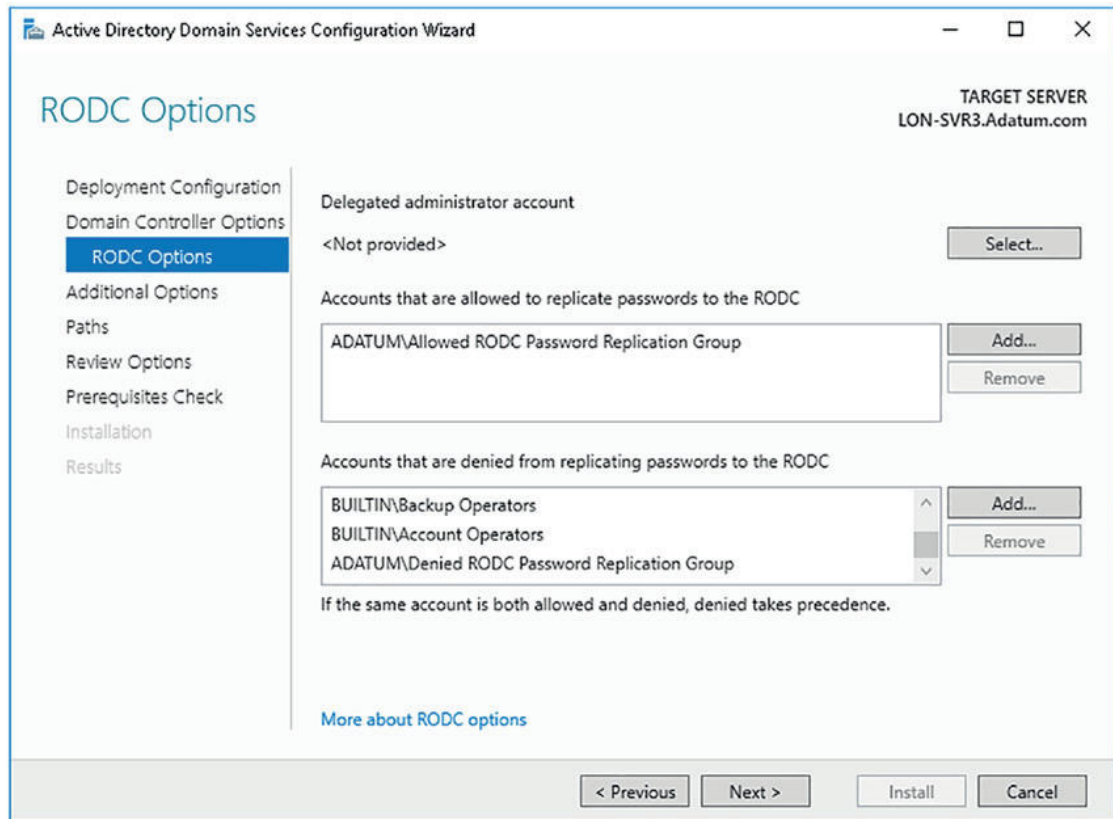 Active Directory Domain Services Configuration Wizard
RODC Options
TARGET SERVER
LON-SVR3.Adatum.com
Deployment Configuration
Domain Controller Options
RODC Options
Additional Options
Paths
Review Options
Prerequisites Check
Installation
Results
Delegated administrator account
<Not provided>
Select...
Accounts that are allowed to replicate passwords to the RODC
ADATUM\Allowed RODC Password Replication Group
Add...
Remove
Accounts that are denied from replicating passwords to the RODC
BUILTIN\Backup Operators
BUILTIN\Account Operators
ADATUM\Denied RODC Password Replication Group
Add...
Remove
If the same account is both allowed and denied, denied takes precedence.
More about RODC options
< Previous
Next >
Install
Cancel